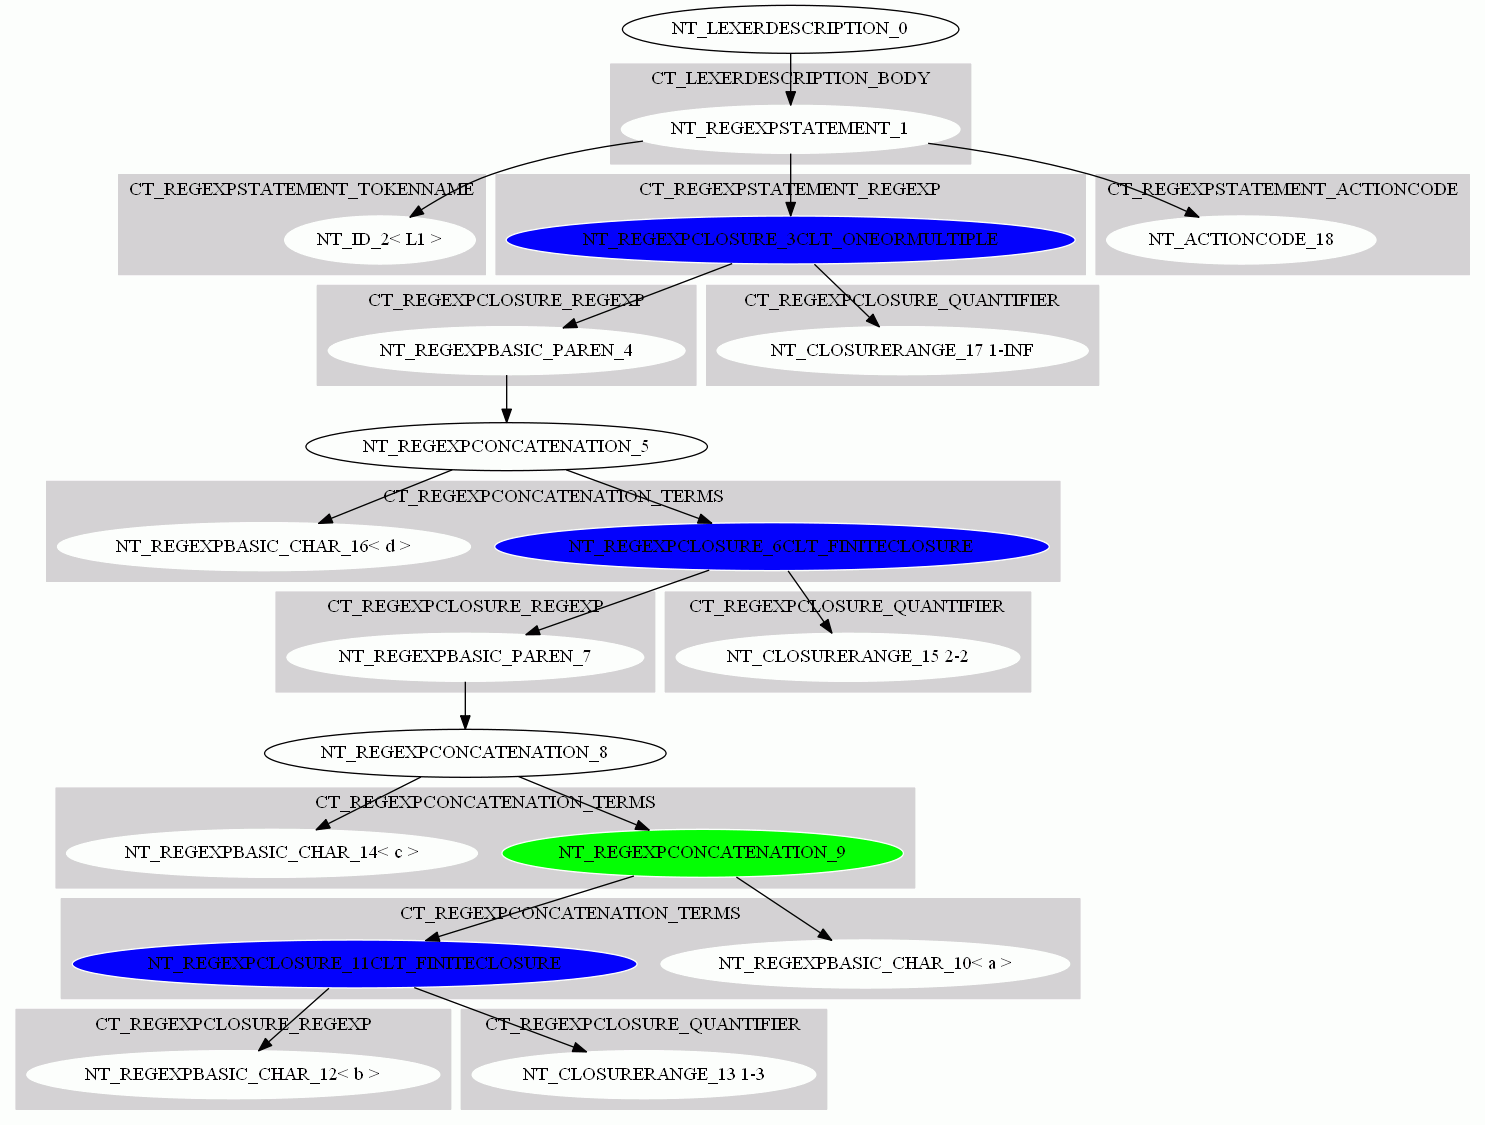 NT_LEXERDESCRIPTION_0
CT_LEXERDESCRIPTION_BODY
NT_REGEXPSTATEMENT_1
CT_REGEXPSTATEMENT_TOKENNAME
CT_REGEXPSTATEMENT_REGEXP
CT_REGEXPSTATEMENT_ACTIONCODE
NT_ID_2< L1 >
NT_REGEXPCLOSURE_3CLT_ONEORMULTIPLE
NT_ACTIONCODE_18
CT_REGEXPCLOSURE_REGEXP
CT_REGEXPCLOSURE_QUANTIFIER
NT_REGEXPBASIC_PAREN_4
NT_CLOSURERANGE_17 1-INF
NT_REGEXPCONCATENATION_5
CT_REGEXPCONCATENATION_TERMS
NT_REGEXPBASIC_CHAR_16< d >
NT_REGEXPCLOSURE_6CLT_FINITECLOSURE
CT_REGEXPCLOSURE_REGEXP
CT_REGEXPCLOSURE_QUANTIFIER
NT_REGEXPBASIC_PAREN_7
NT_CLOSURERANGE_15 2-2
NT_REGEXPCONCATENATION_8
CT_REGEXPCONCATENATION_TERMS
NT_REGEXPBASIC_CHAR_14< c >
NT_REGEXPCONCATENATION_9
CT_REGEXPCONCATENATION_TERMS
NT_REGEXPCLOSURE_11CLT_FINITECLOSURE
NT_REGEXPBASIC_CHAR_10< a >
CT_REGEXPCLOSURE_REGEXP
CT_REGEXPCLOSURE_QUANTIFIER
NT_REGEXPBASIC_CHAR_12< b >
NT_CLOSURERANGE_13 1-3